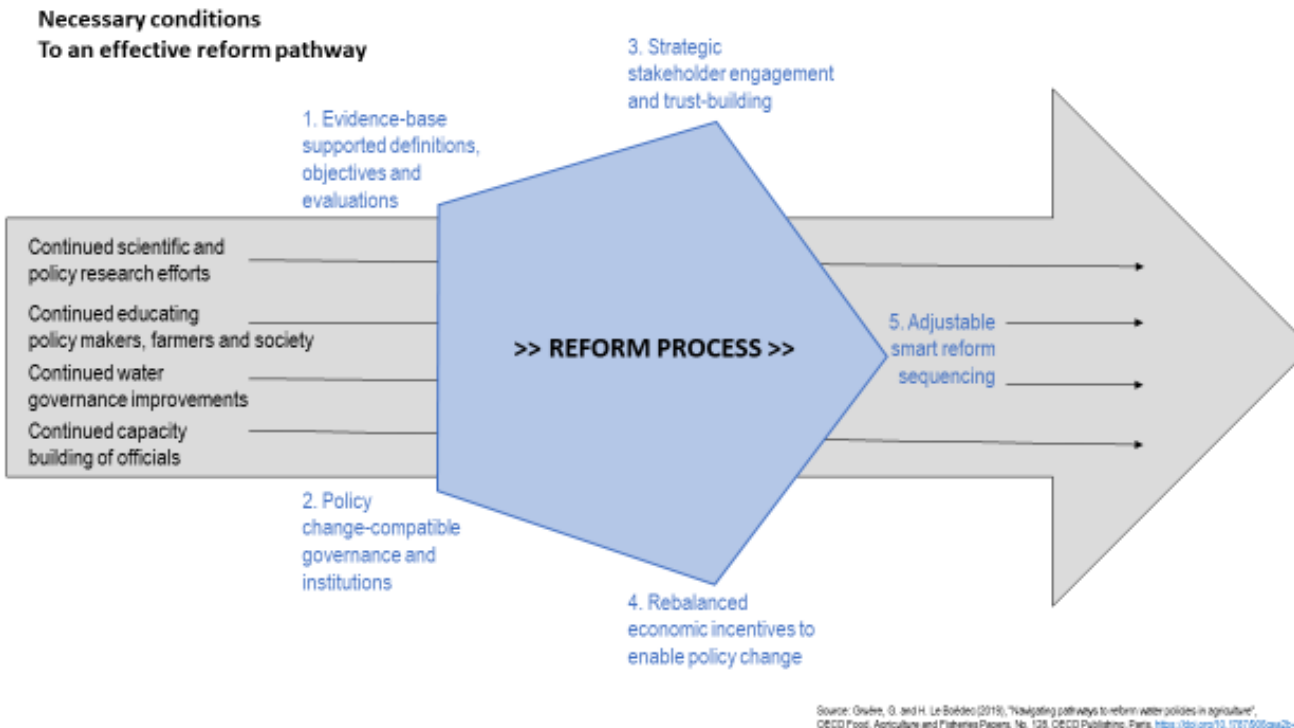 Necessary conditions
To an effective reform pathway
3. Strategic
stakeholder engagement
and trust-building
1. Evidence-base
supported definitions,
objectives and
evaluations
Continued scientific and
policy research efforts
Continued educating
policy makers, farmers and society
Continued water
governance improvements
Continued capacity
building of officials
>> REFORM PROCESS >>
5. Adjustable
smart reform
sequencing
2. Policy
change-compatible
governance and
institutions
4. Rebalanced
economic incentives to
enable policy change
Source: Gruère, G. and H. Le Boëdec (2019), "Navigating pathways to reform water policies in agriculture",
OECD Food, Agriculture and Fisheries Papers, No. 128, OECD Publishing, Paris,